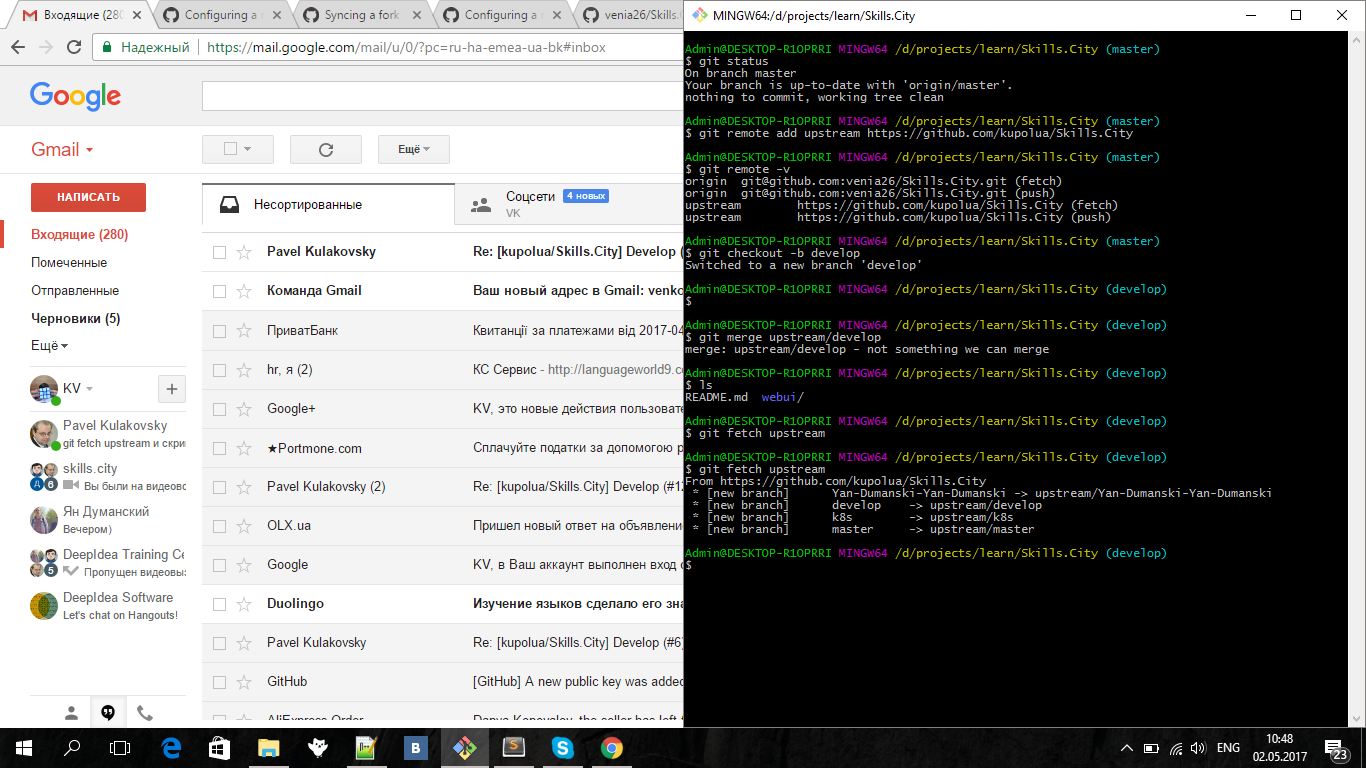 Входящие (280
Configuring a r
Syncing a fork
Configuring a r
venia26/Skills.
Надежный
https://mail.google.com/mail/u/0/?pc=ru-ha-emea-ua-bk#inbox
Google
Gmail
Ещё
НАПИСАТЬ
Входящие (280)
Помеченные
Отправленные
Черновики (5)
Ещё
KV
Pavel Kulakovsky
git fetch upstream и скри
skills.city
Вы были на видеовс
Ян Думанский
Вечером)
DeepIdea Training Ce
Пропущен видеовыз
DeepIdea Software
Let's chat on Hangouts!
Несортированные
Соцсети
4 новых
VK
Pavel Kulakovsky Re: [kupolua/Skills.City] Develop (
Команда Gmail Ваш новый адрес в Gmail: venko
ПриватБанк Квитанції за платежами від 2017-04
hr, я (2) КС Сервис - http://languageworld9.co
Google+ KV, это новые действия пользовате
★Portmone.com Сплачуйте податки за допомогою р
Pavel Kulakovsky (2) Re: [kupolua/Skills.City] Develop (#12
OLX.ua Пришел новый ответ на объявлени
Google KV, в Ваш аккаунт выполнен вход с
Duolingo Изучение языков сделало его зна
Pavel Kulakovsky Re: [kupolua/Skills.City] Develop (#6)
GitHub [GitHub] A new public key was added
AliExpress Order
MINGW64:/d/projects/learn/Skills.City
Admin@DESKTOP-R1OPRRI MINGW64 /d/projects/learn/Skills.City (master)
$ git status
On branch master
Your branch is up-to-date with 'origin/master'.
nothing to commit, working tree clean
Admin@DESKTOP-R1OPRRI MINGW64 /d/projects/learn/Skills.City (master)
$ git remote add upstream https://github.com/kupolua/Skills.City
Admin@DESKTOP-R1OPRRI MINGW64 /d/projects/learn/Skills.City (master)
$ git remote -v
origin git@github.com:venia26/Skills.City.git (fetch)
origin git@github.com:venia26/Skills.City.git (push)
upstream https://github.com/kupolua/Skills.City (fetch)
upstream https://github.com/kupolua/Skills.City (push)
Admin@DESKTOP-R1OPRRI MINGW64 /d/projects/learn/Skills.City (master)
$ git checkout -b develop
Switched to a new branch 'develop'
Admin@DESKTOP-R1OPRRI MINGW64 /d/projects/learn/Skills.City (develop)
$
Admin@DESKTOP-R1OPRRI MINGW64 /d/projects/learn/Skills.City (develop)
$ git merge upstream/develop
merge: upstream/develop - not something we can merge
Admin@DESKTOP-R1OPRRI MINGW64 /d/projects/learn/Skills.City (develop)
$ ls
README.md webui/
Admin@DESKTOP-R1OPRRI MINGW64 /d/projects/learn/Skills.City (develop)
$ git fetch upstream
Admin@DESKTOP-R1OPRRI MINGW64 /d/projects/learn/Skills.City (develop)
$ git fetch upstream
From https://github.com/kupolua/Skills.City
* [new branch] Yan-Dumanski-Yan-Dumanski -> upstream/Yan-Dumanski-Yan-Dumanski
* [new branch] develop -> upstream/develop
* [new branch] k8s -> upstream/k8s
* [new branch] master -> upstream/master
Admin@DESKTOP-R1OPRRI MINGW64 /d/projects/learn/Skills.City (develop)
$
ENG
10:48
02.05.2017
23